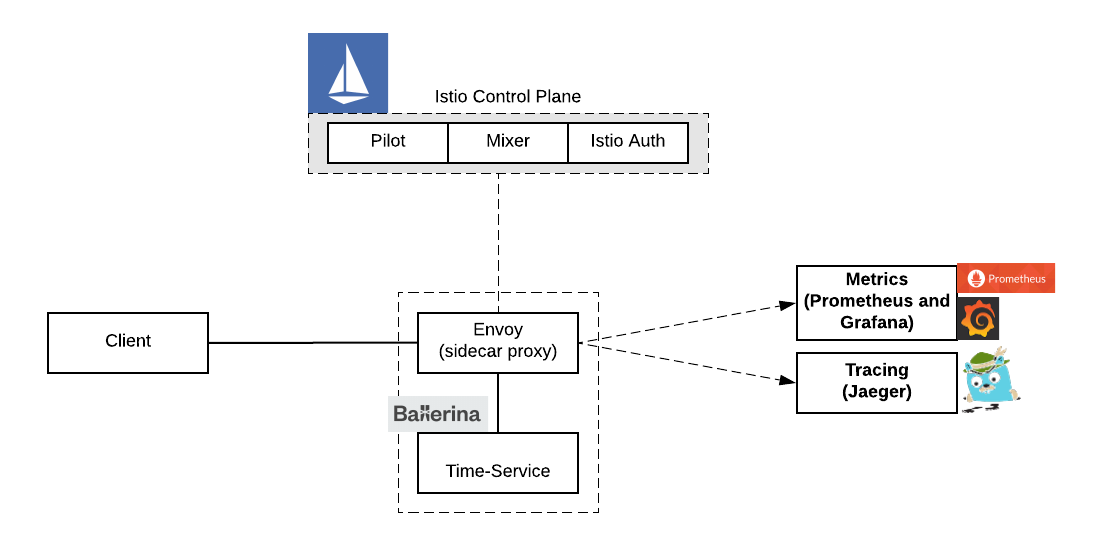 Istio Control Plane
Pilot
Mixer
Istio Auth
Client
Envoy
(sidecar proxy)
Ballerina
Time-Service
Metrics
(Prometheus and
Grafana)
Prometheus
Tracing
(Jaeger)